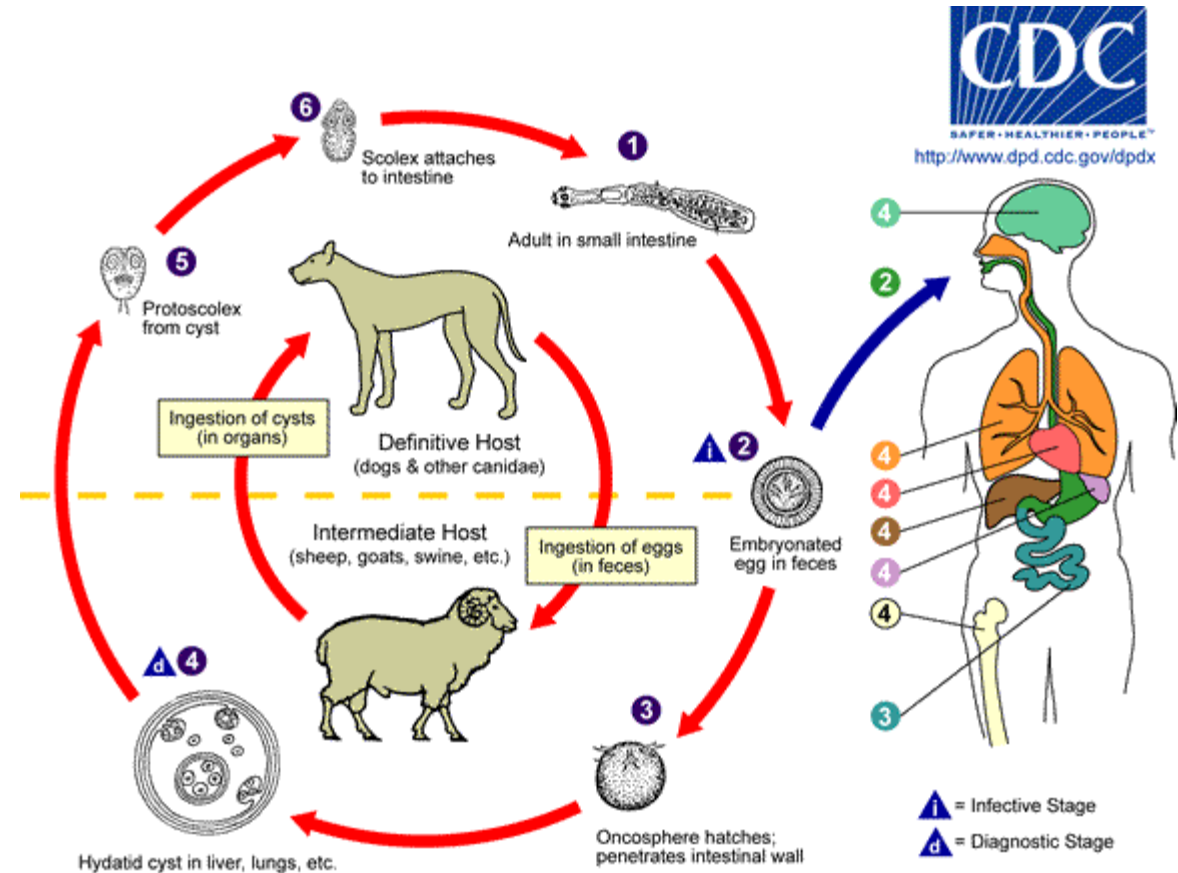 CDC
SAFER•HEALTHIER•PEOPLE™
http://www.dpd.cdc.gov/dpdx
6
Scolex attaches
to intestine
1
Adult in small intestine
5
Protoscolex
from cyst
Ingestion of cysts
(in organs)
Definitive Host
(dogs & other canidae)
i 2
Embryonated
egg in feces
Intermediate Host
(sheep, goats, swine, etc.)
Ingestion of eggs
(in feces)
d 4
Hydatid cyst in liver, lungs, etc.
3
Oncosphere hatches;
penetrates intestinal wall
4
2
4
4
4
4
4
3
i = Infective Stage
d = Diagnostic Stage